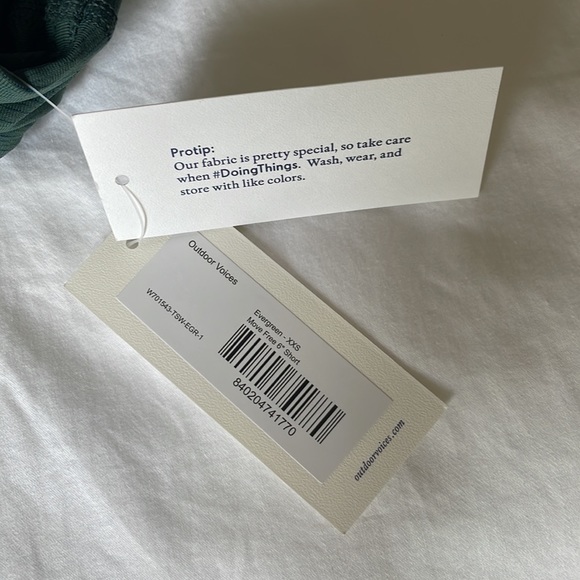 Protip:
Our fabric is pretty special, so take care
when #DoingThings. Wash, wear, and
store with like colors.
Outdoor Voices
W701543-TSW-EGR-1
Evergreen - XXS
Move Free 6" Short
840204741770
outdoorvoices.com